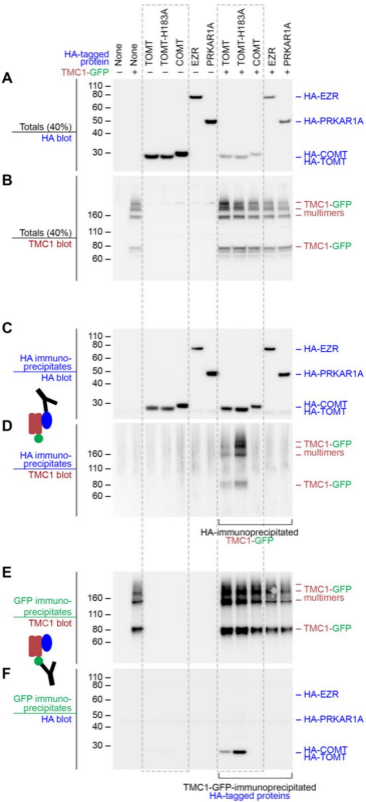 HA-tagged
protein
TMC1-GFP
None
None
TOMT
TOMT-H183A
COMT
EZR
PRKAR1A
TOMT
TOMT-H183A
COMT
EZR
PRKAR1A
– + – – – – – + + + + +
A
110 –
80 –
60 –
50 –
40 –
30 –
Totals (40%)
HA blot
– HA-EZR
– HA-PRKAR1A
– HA-COMT
HA-TOMT
B
160 –
110 –
80 –
60 –
Totals (40%)
TMC1 blot
TMC1-GFP
multimers
– TMC1-GFP
C
110 –
80 –
60 –
50 –
40 –
30 –
HA immuno-
precipitates
HA blot
– HA-EZR
– HA-PRKAR1A
– HA-COMT
HA-TOMT
D
160 –
110 –
80 –
60 –
HA immuno-
precipitates
TMC1 blot
TMC1-GFP
multimers
– TMC1-GFP
HA-immunoprecipitated
TMC1-GFP
E
160 –
110 –
80 –
60 –
GFP immuno-
precipitates
TMC1 blot
TMC1-GFP
multimers
– TMC1-GFP
F
110 –
80 –
60 –
50 –
40 –
30 –
GFP immuno-
precipitates
HA blot
– HA-EZR
– HA-PRKAR1A
– HA-COMT
HA-TOMT
TMC1-GFP-immunoprecipitated
HA-tagged proteins